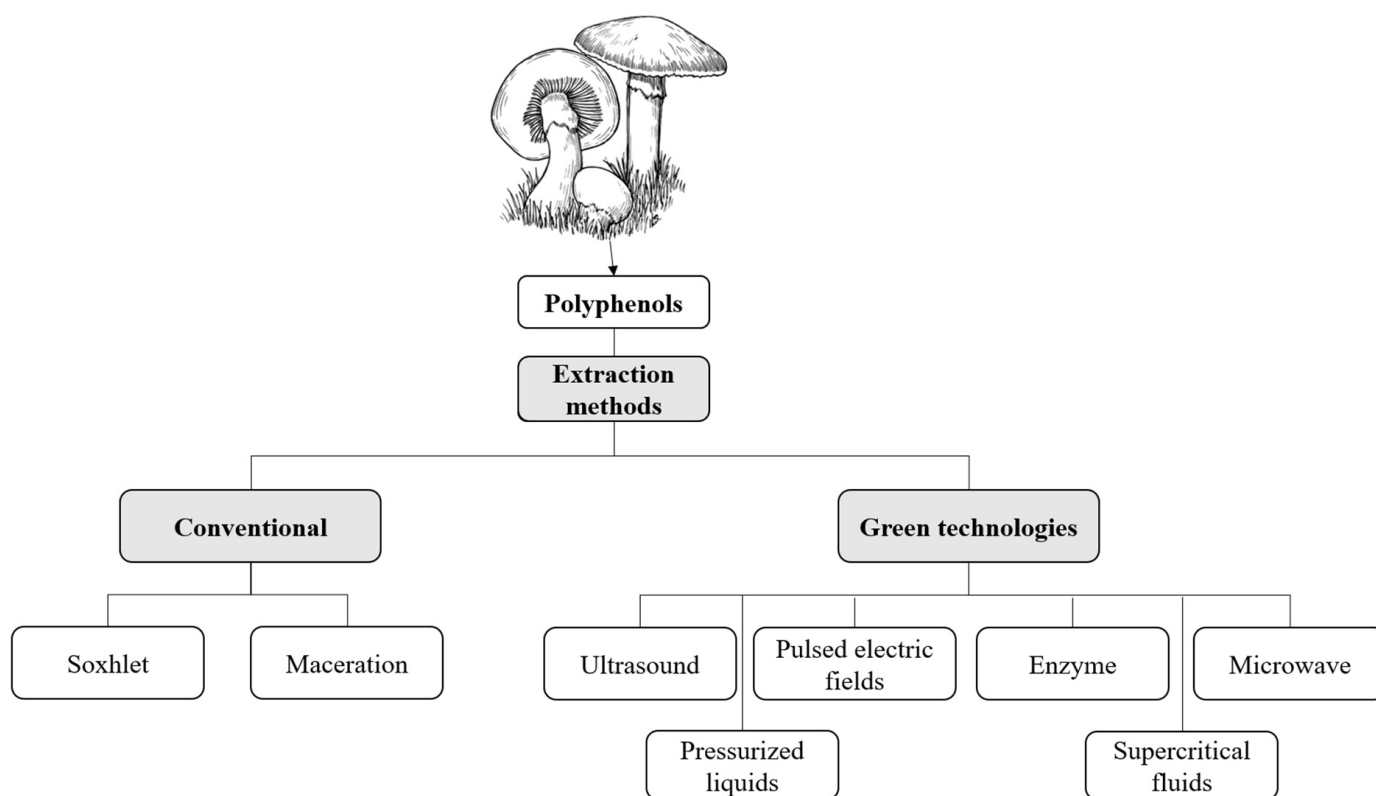 Polyphenols
Extraction
methods
Conventional
Green technologies
Soxhlet
Maceration
Ultrasound
Pulsed electric
fields
Enzyme
Microwave
Pressurized
liquids
Supercritical
fluids